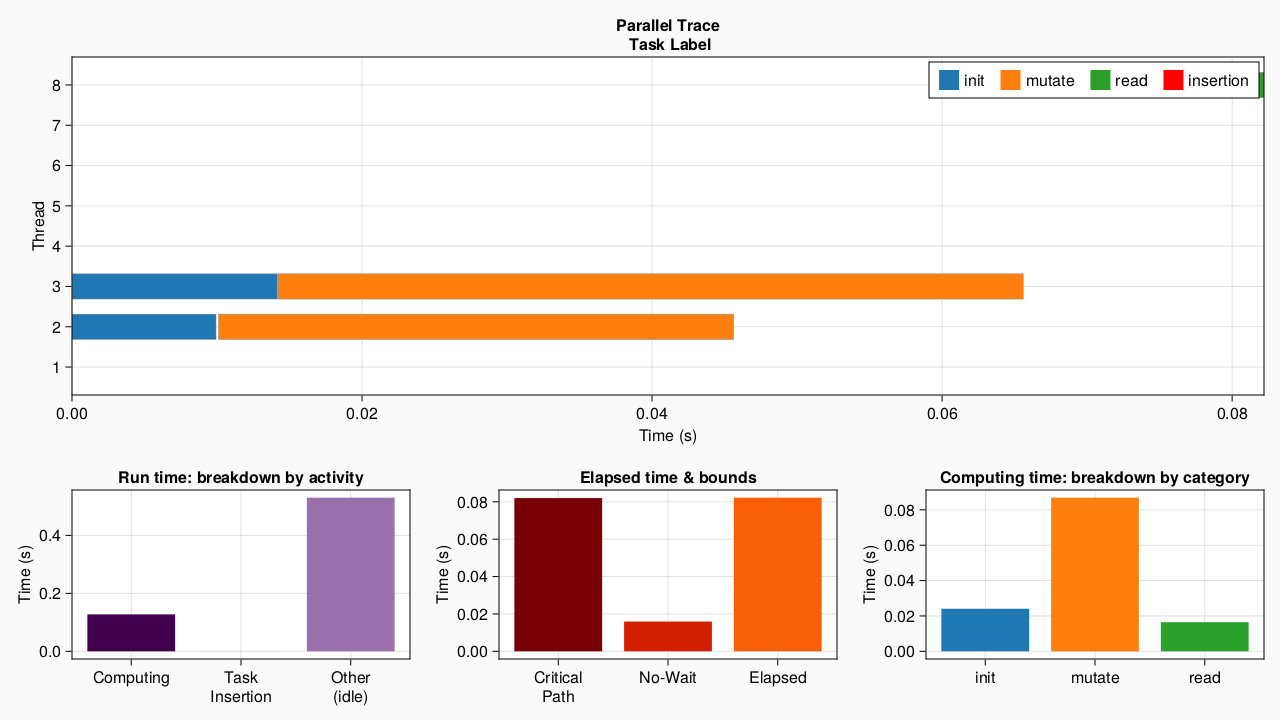 Parallel Trace
Task Label
init mutate read insertion
8
7
6
5
4
3
2
1
Thread
0.00 0.02 0.04 0.06 0.08
Time (s)
Run time: breakdown by activity
0.4
0.2
0.0
Time (s)
Computing Task Insertion Other (idle)
Elapsed time & bounds
0.08
0.06
0.04
0.02
0.00
Time (s)
Critical Path No-Wait Elapsed
Computing time: breakdown by category
0.08
0.06
0.04
0.02
0.00
Time (s)
init mutate read